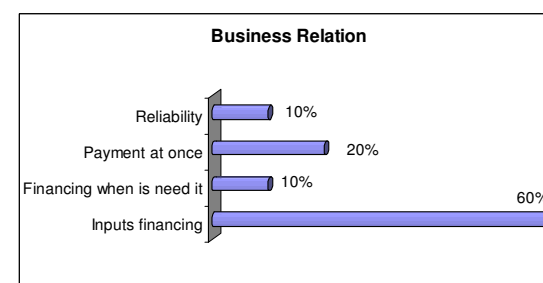 Business Relation
Reliability
10%
Payment at once
20%
Financing when is need it
10%
60%
Inputs financing